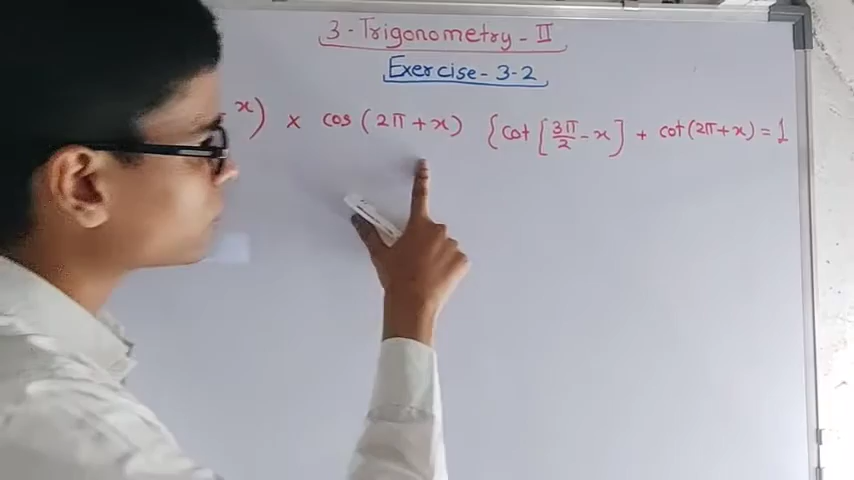 3 - Trigonometry - II
Exercise - 3-2
x) × cos (2π + x) {cot [3π/2 - x] + cot (2π + x) = 1